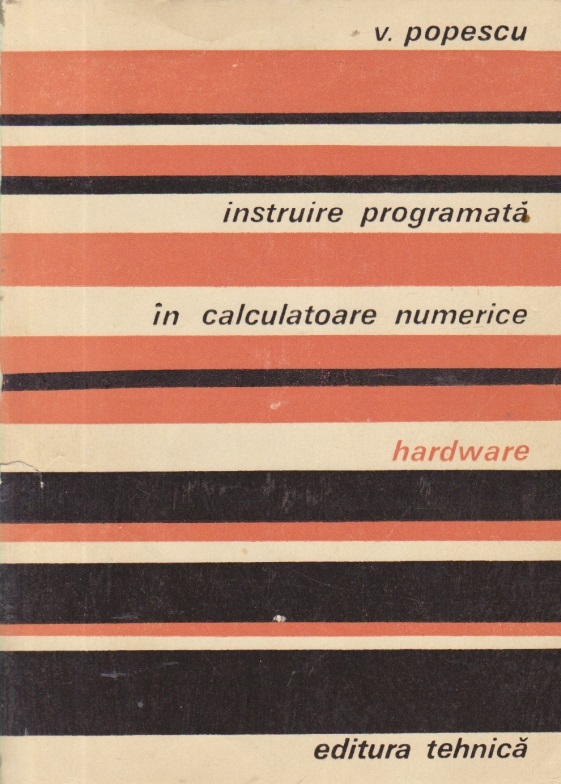 v. popescu
instruire programată
în calculatoare numerice
hardware
editura tehnică